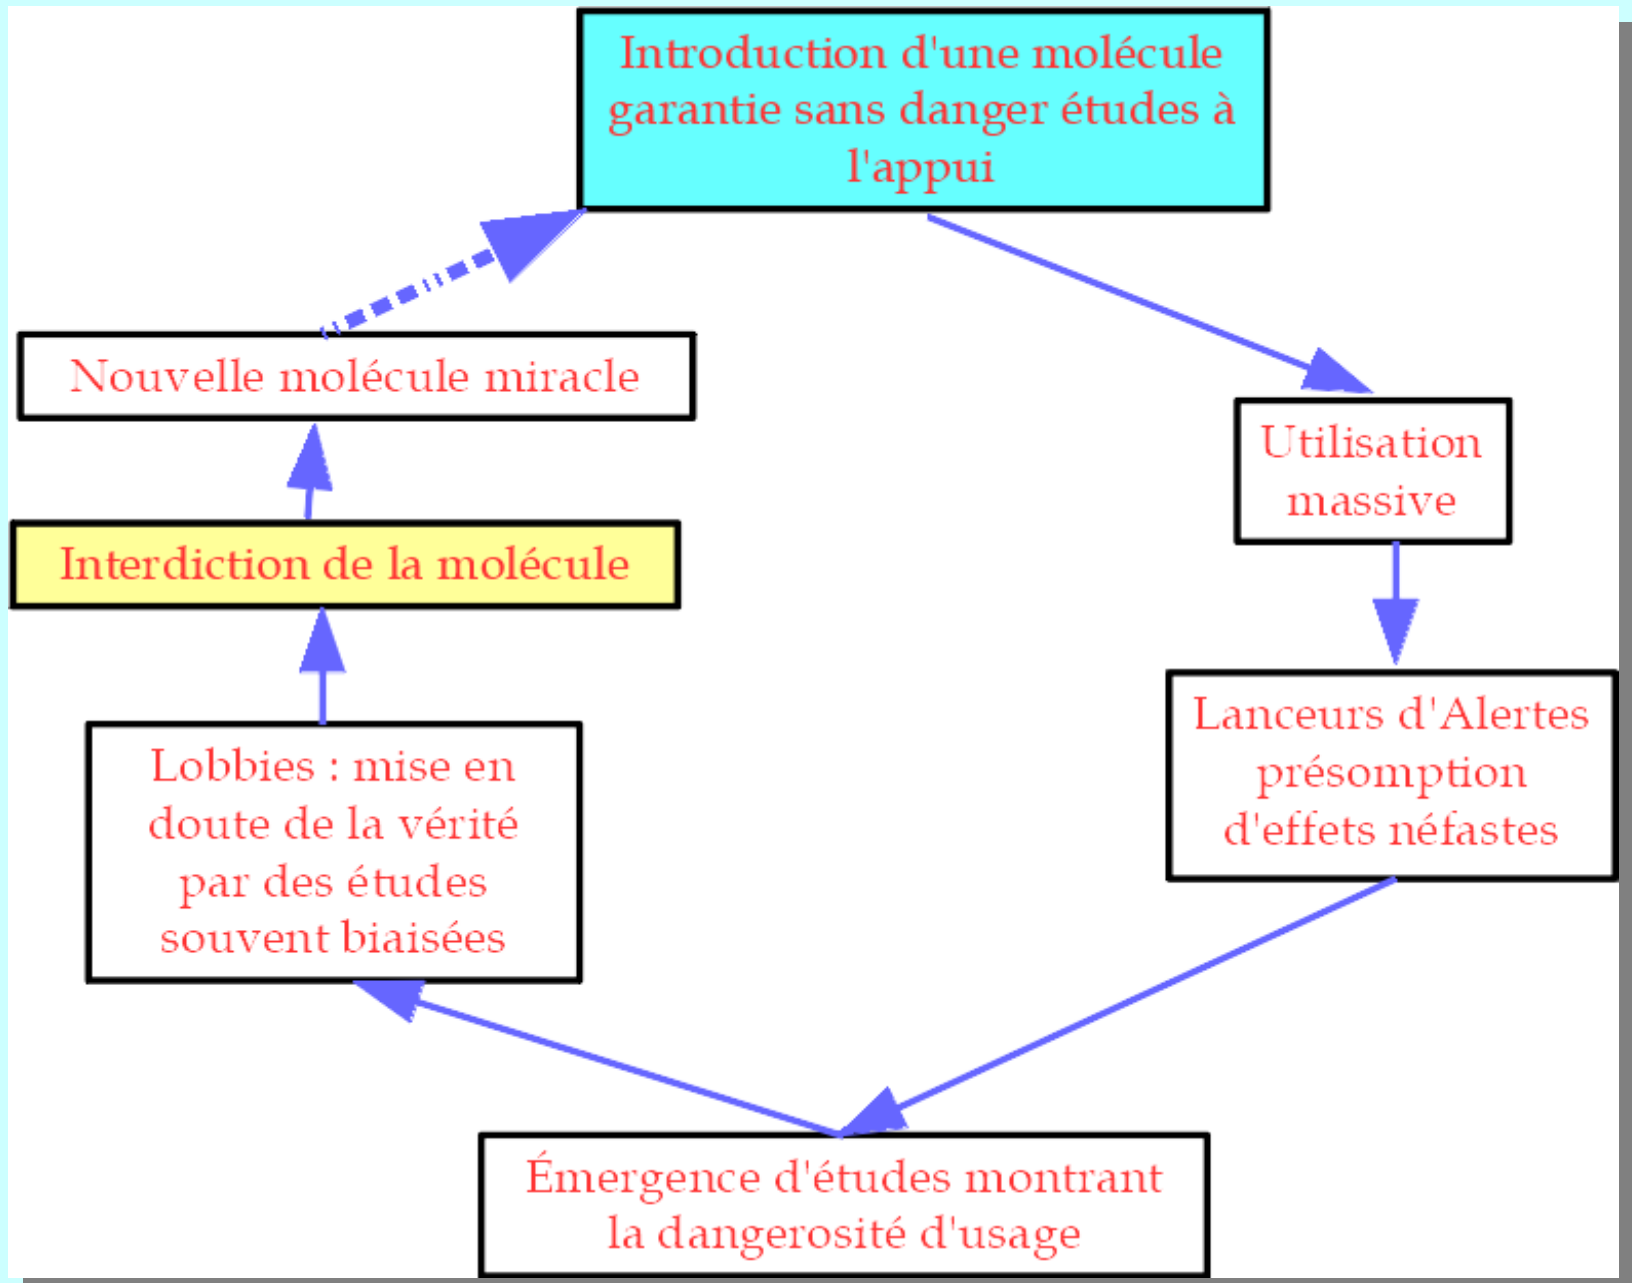 Introduction d'une molécule
garantie sans danger études à
l'appui
Utilisation
massive
Lanceurs d'Alertes
présomption
d'effets néfastes
Émergence d'études montrant
la dangerosité d'usage
Lobbies : mise en
doute de la vérité
par des études
souvent biaisées
Interdiction de la molécule
Nouvelle molécule miracle